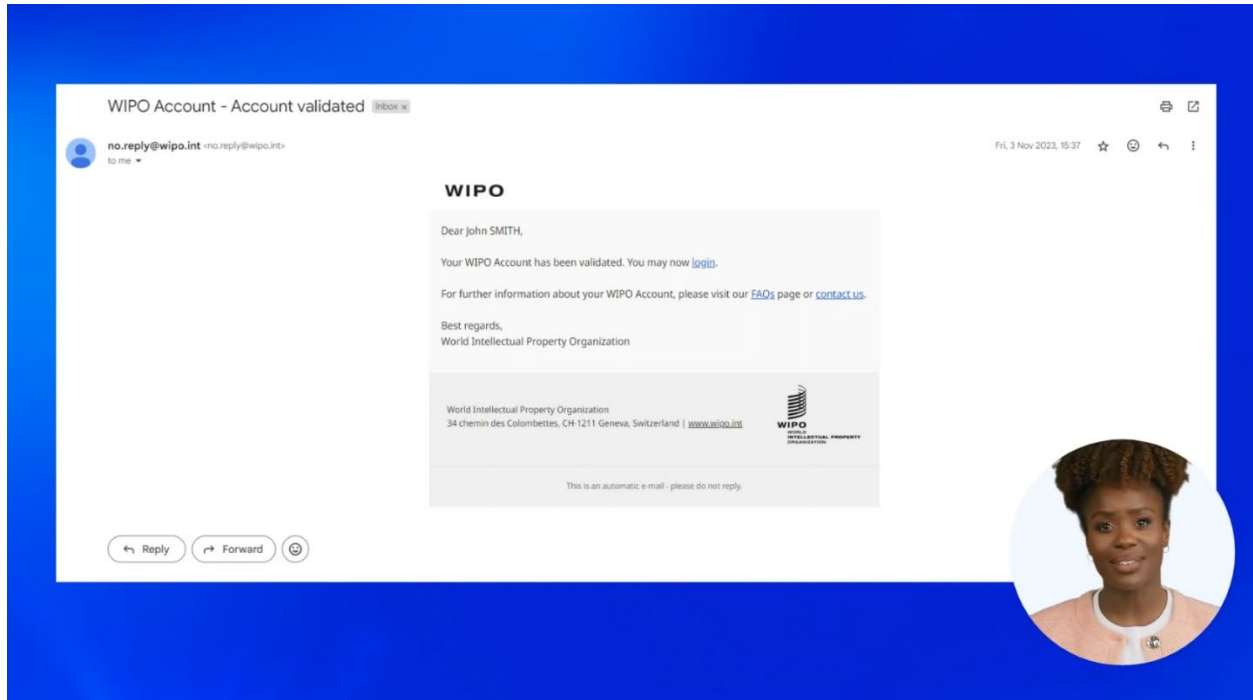 WIPO Account - Account validated Inbox x
no.reply@wipo.int <no.reply@wipo.int>
Fri, 3 Nov 2023, 15:37
to me
WIPO
Dear John SMITH,
Your WIPO Account has been validated. You may now login.
For further information about your WIPO Account, please visit our FAQs page or contact us.
Best regards,
World Intellectual Property Organization
World Intellectual Property Organization
34 chemin des Colombettes, CH-1211 Geneva, Switzerland | www.wipo.int
WIPO
WORLD
INTELLECTUAL PROPERTY
ORGANIZATION
This is an automatic e-mail - please do not reply.
Reply
Forward